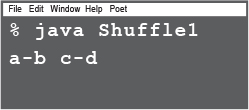 File Edit Window Help Poet
% java Shuffle1
a-b c-d